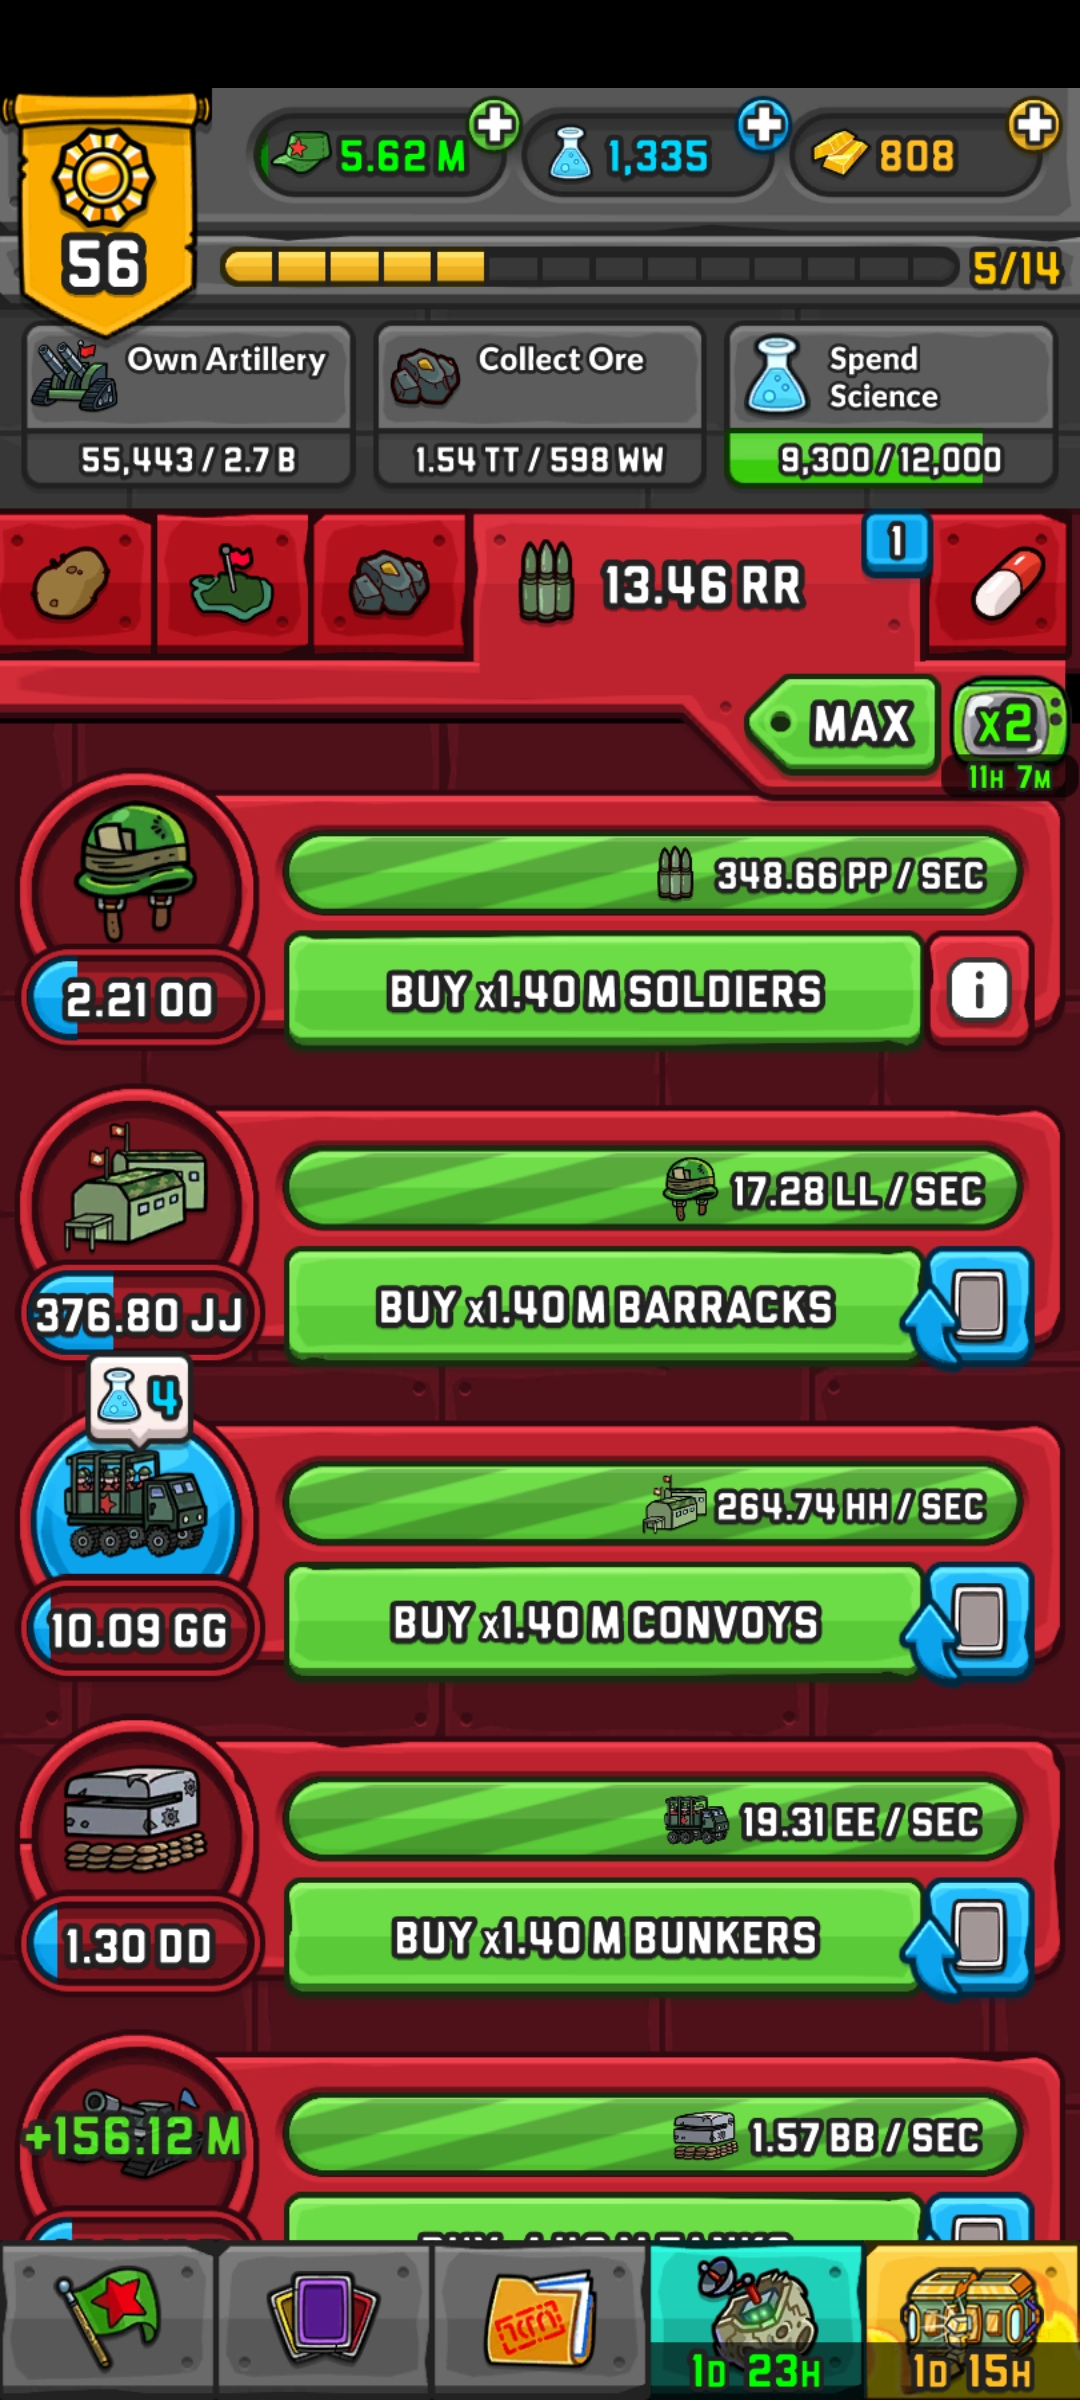 5.62 M
1,335
808
56
5/14
Own Artillery
55,443 / 2.7 B
Collect Ore
1.54 TT / 598 WW
Spend
Science
9,300 / 12,000
13.46 RR
1
MAX
x2
11H 7M
348.66 PP / SEC
2.21 OO
BUY x1.40 M SOLDIERS
i
17.28 LL / SEC
376.80 JJ
BUY x1.40 M BARRACKS
4
264.74 HH / SEC
10.09 GG
BUY x1.40 M CONVOYS
19.31 EE / SEC
1.30 DD
BUY x1.40 M BUNKERS
+156.12 M
1.57 BB / SEC
1D 23H
1D 15H